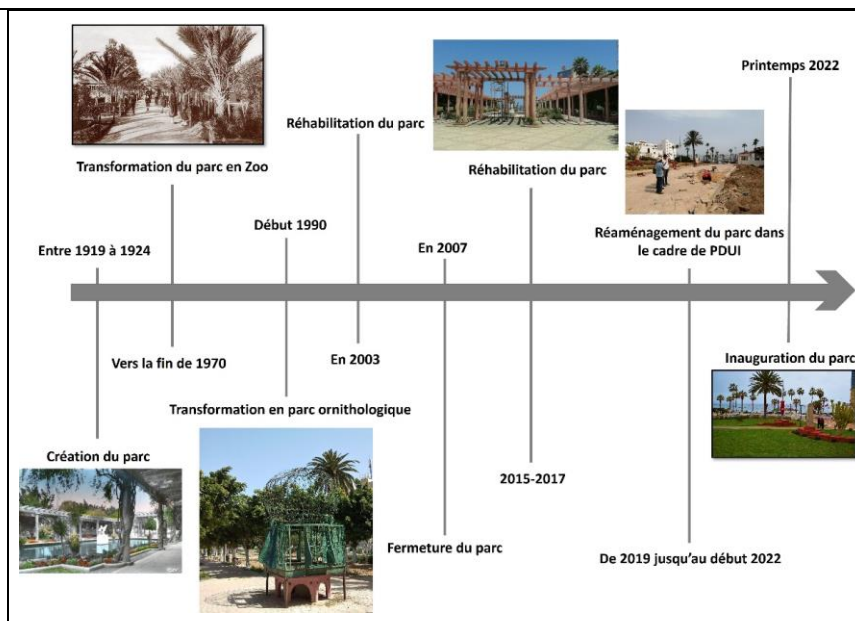 Printemps 2022
Réhabilitation du parc
Transformation du parc en Zoo
Réhabilitation du parc
Début 1990
Réaménagement du parc dans
le cadre de PDUI
Entre 1919 à 1924
En 2007
Vers la fin de 1970
En 2003
Inauguration du parc
Transformation en parc ornithologique
Création du parc
2015-2017
Fermeture du parc
De 2019 jusqu’au début 2022